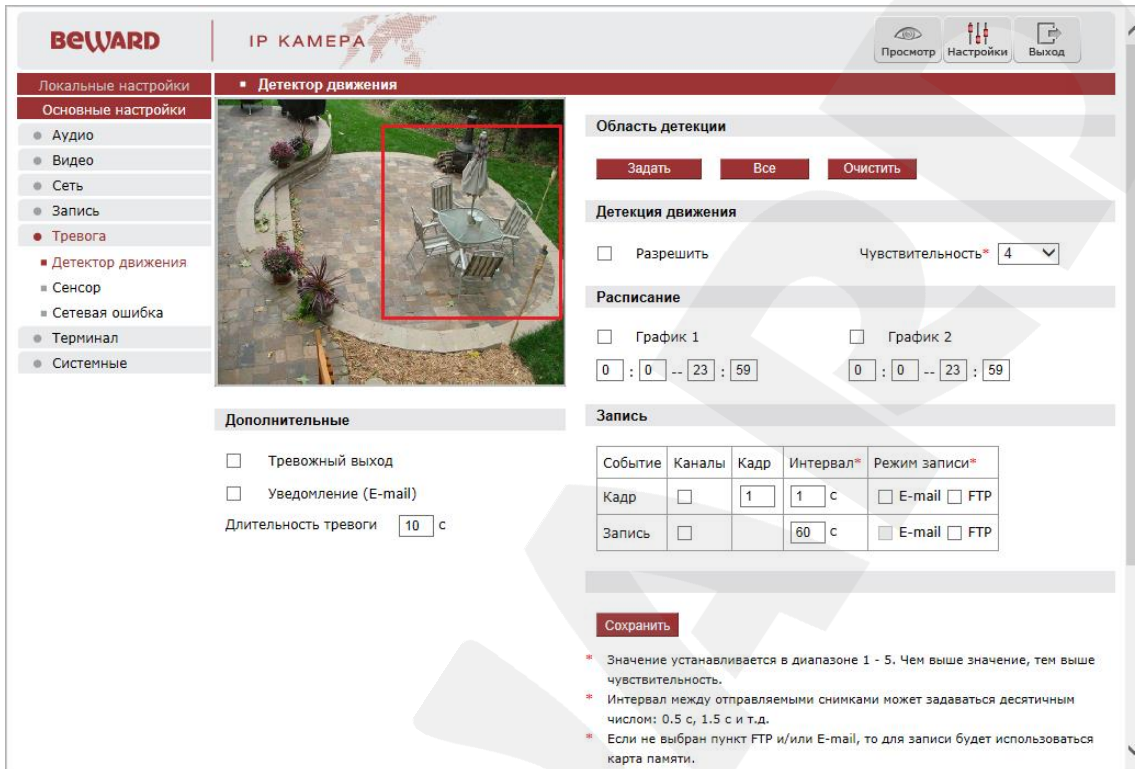 BEWARD
IP КАМЕРА
Просмотр
Настройки
Выход
Локальные настройки
Основные настройки
Аудио
Видео
Сеть
Запись
Тревога
Детектор движения
Сенсор
Сетевая ошибка
Терминал
Системные
Детектор движения
Дополнительные
Тревожный выход
Уведомление (E-mail)
Длительность тревоги 10 с
Область детекции
Задать Все Очистить
Детекция движения
Разрешить Чувствительность* 4
Расписание
График 1 График 2
0 : 0 -- 23 : 59 0 : 0 -- 23 : 59
Запись
Событие Каналы Кадр Интервал* Режим записи*
Кадр 1 1 с E-mail FTP
Запись 60 с E-mail FTP
Сохранить
* Значение устанавливается в диапазоне 1 - 5. Чем выше значение, тем выше
чувствительность.
* Интервал между отправляемыми снимками может задаваться десятичным
числом: 0.5 с, 1.5 с и т.д.
* Если не выбран пункт FTP и/или E-mail, то для записи будет использоваться
карта памяти.